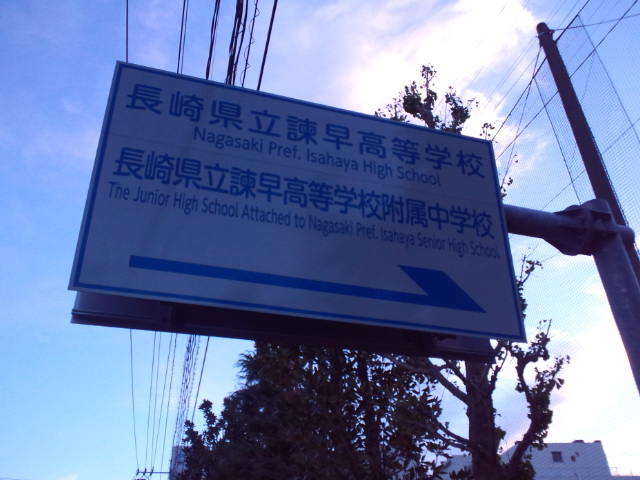 長崎県立諫早高等学校
Nagasaki Pref. Isahaya High School
長崎県立諫早高等学校附属中学校
The Junior High School Attached to Nagasaki Pref. Isahaya Senior High School